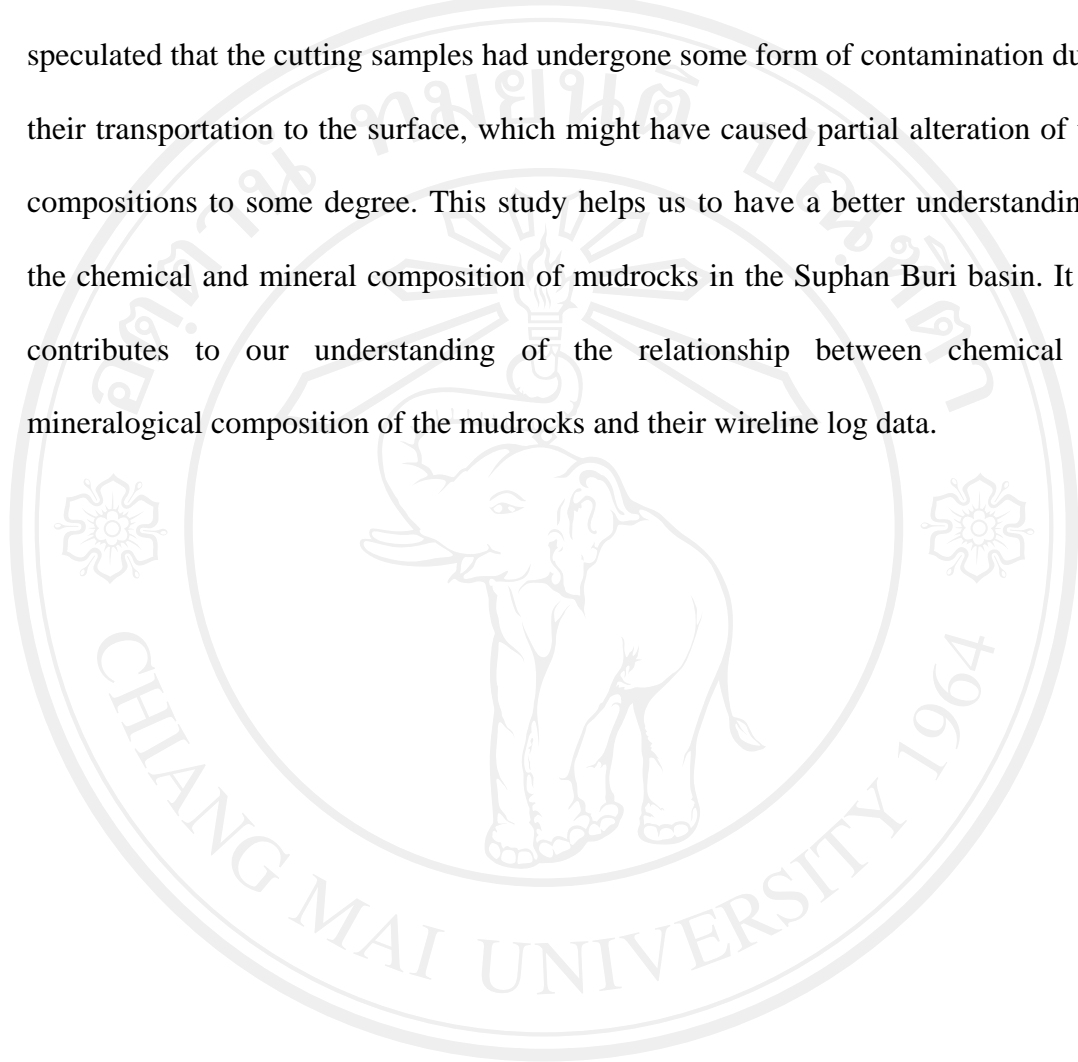 speculated that the cutting samples had undergone some form of contamination
their transportation to the surface, which might have caused partial alteration of
compositions to some degree. This study helps us to have a better
the chemical and mineral composition of mudrocks in the Suphan Buri basin. It
contributes to our understanding of the relationship between chemical
mineralogical composition of the mudrocks and their wireline log data.
CHIANG MAI UNIVERSITY 1964